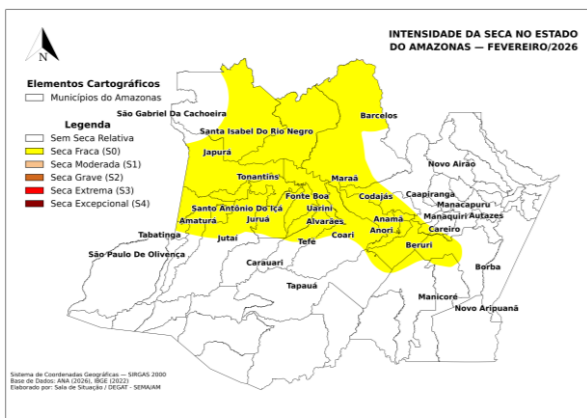 INTENSIDADE DA SECA NO ESTADO
DO AMAZONAS — FEVEREIRO/2026
N
Elementos Cartográficos
Municípios do Amazonas
Legenda
Sem Seca Relativa
Seca Fraca (S0)
Seca Moderada (S1)
Seca Grave (S2)
Seca Extrema (S3)
Seca Excepcional (S4)
São Gabriel Da Cachoeira
Barcelos
Santa Isabel Do Rio Negro
Japurá
Novo Airão
Tonantins
Maraã
Fonte Boa
Codajás
Caapiranga
Santo Antônio Do Içá
Uarini
Manacapuru
Amaturá
Juruá
Alvarães
Anamã
Manaquiri
Autazes
Tabatinga
Jutaí
Tefé
Coari
Anori
Careiro
São Paulo De Olivença
Beruri
Carauari
Borba
Tapauá
Manicoré
Novo Aripuanã
Sistema de Coordenadas Geográficas — SIRGAS 2000
Base de Dados: ANA (2026), IBGE (2022)
Elaborado por: Sala de Situação / DEGAT - SEMA/AM